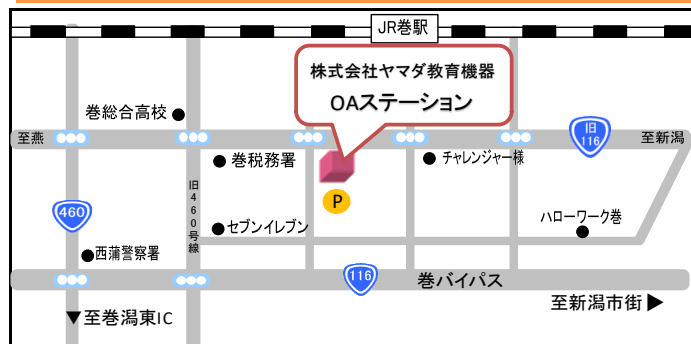 JR巻駅
株式会社ヤマダ教育機器
OAステーション
巻総合高校
至燕
旧
116
至新潟
巻税務署
チャレンジャー様
旧460号線
P
460
セブンイレブン
ハローワーク巻
西蒲警察署
116
巻バイパス
至新潟市街▶
▼至巻潟東IC